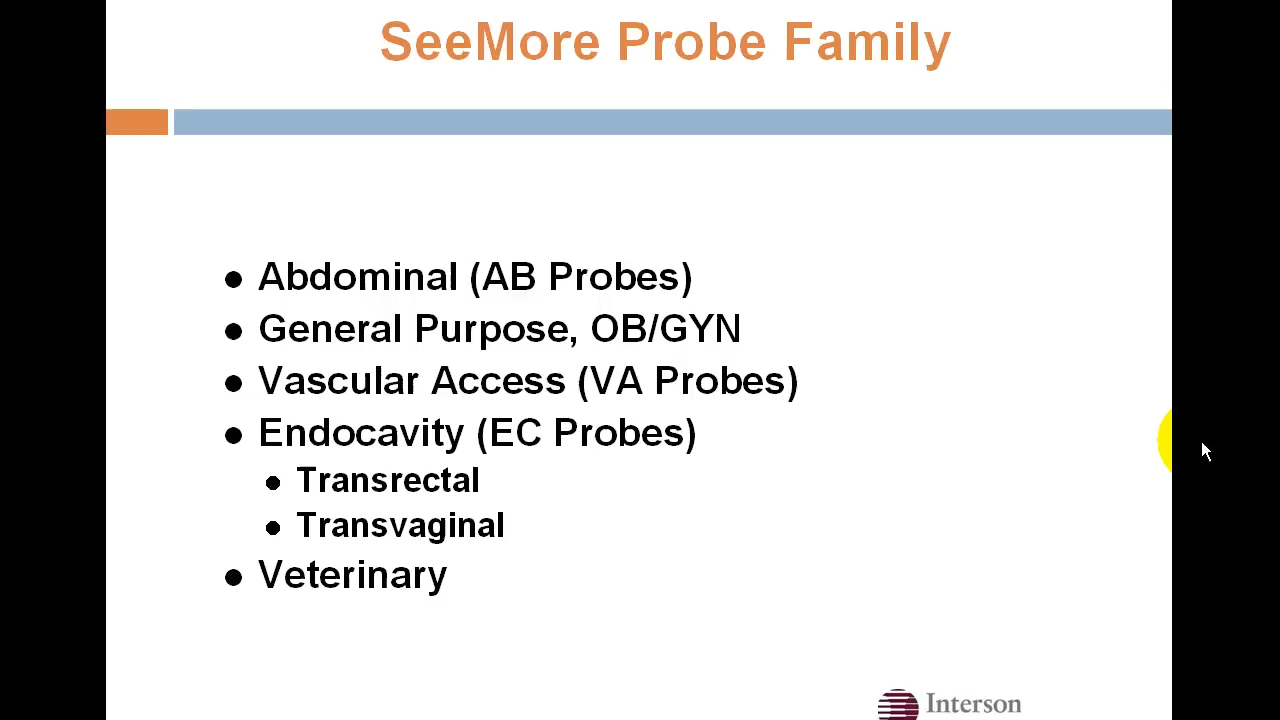 SeeMore Probe Family
Abdominal (AB Probes)
General Purpose, OB/GYN
Vascular Access (VA Probes)
Endocavity (EC Probes)
Transrectal
Transvaginal
Veterinary
Interson